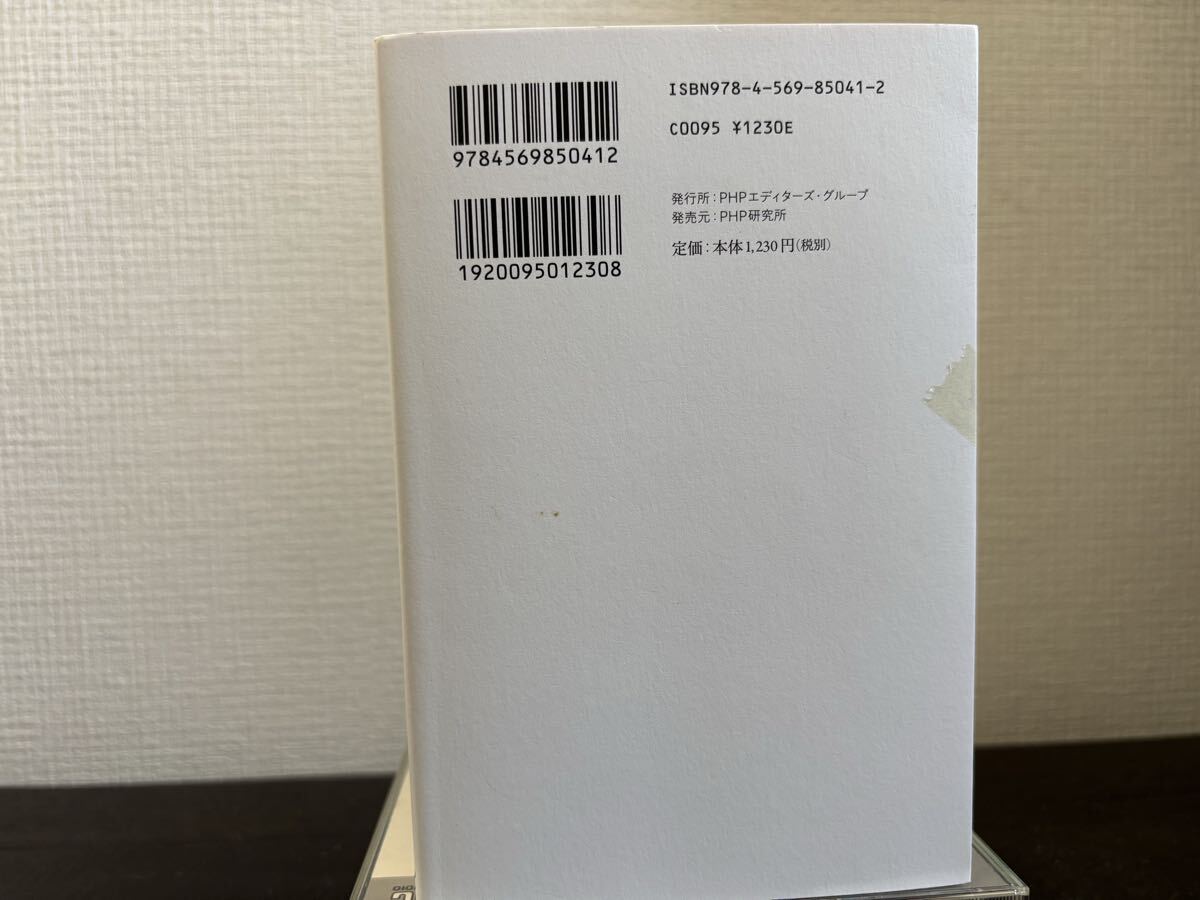 9784569850412
1920095012308
ISBN978-4-569-85041-2
C0095 ¥1230E
発行所:PHPエディターズ・グループ
発売元:PHP研究所
定価:本体1,230円(税別)